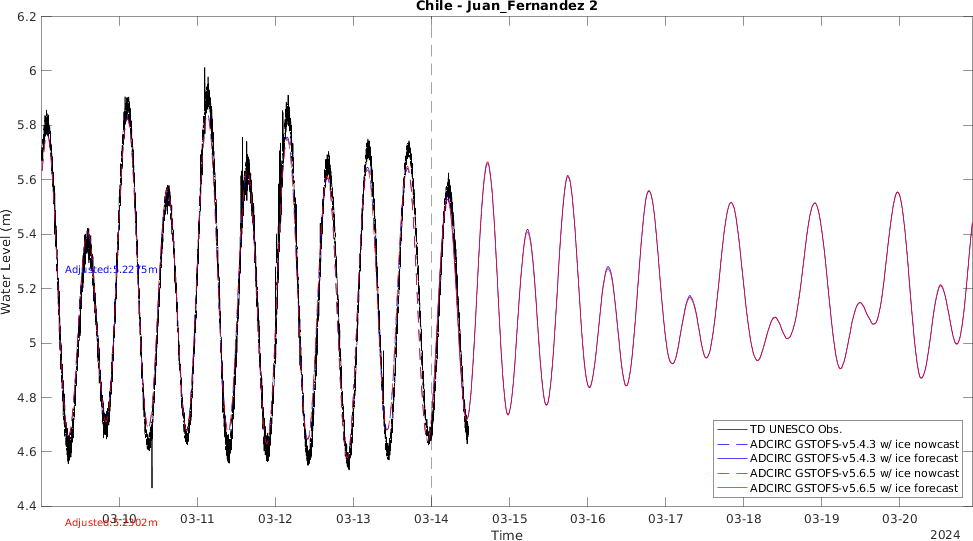 Chile - Juan_Fernandez 2
Water Level (m)
6.2
6
5.8
5.6
5.4
5.2
5
4.8
4.6
4.4
Adjusted:5.2275m
Adjusted:5.2302m
TD UNESCO Obs.
ADCIRC GSTOFS-v5.4.3 w/ ice nowcast
ADCIRC GSTOFS-v5.4.3 w/ ice forecast
ADCIRC GSTOFS-v5.6.5 w/ ice nowcast
ADCIRC GSTOFS-v5.6.5 w/ ice forecast
03-10 03-11 03-12 03-13 03-14 03-15 03-16 03-17 03-18 03-19 03-20
Time
2024